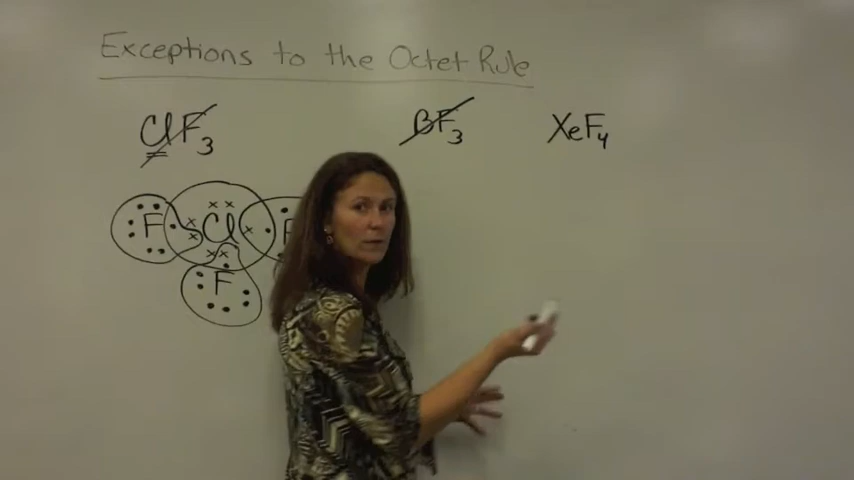 Exceptions to the Octet Rule
ClF3 BF3 XeF4
F Cl F
F